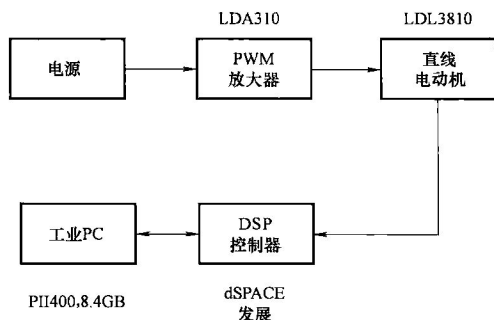 LDA310
LDL3810
电源
PWM
放大器
直线
电动机
工业PC
DSP
控制器
PII400,8.4GB
dSPACE
发展